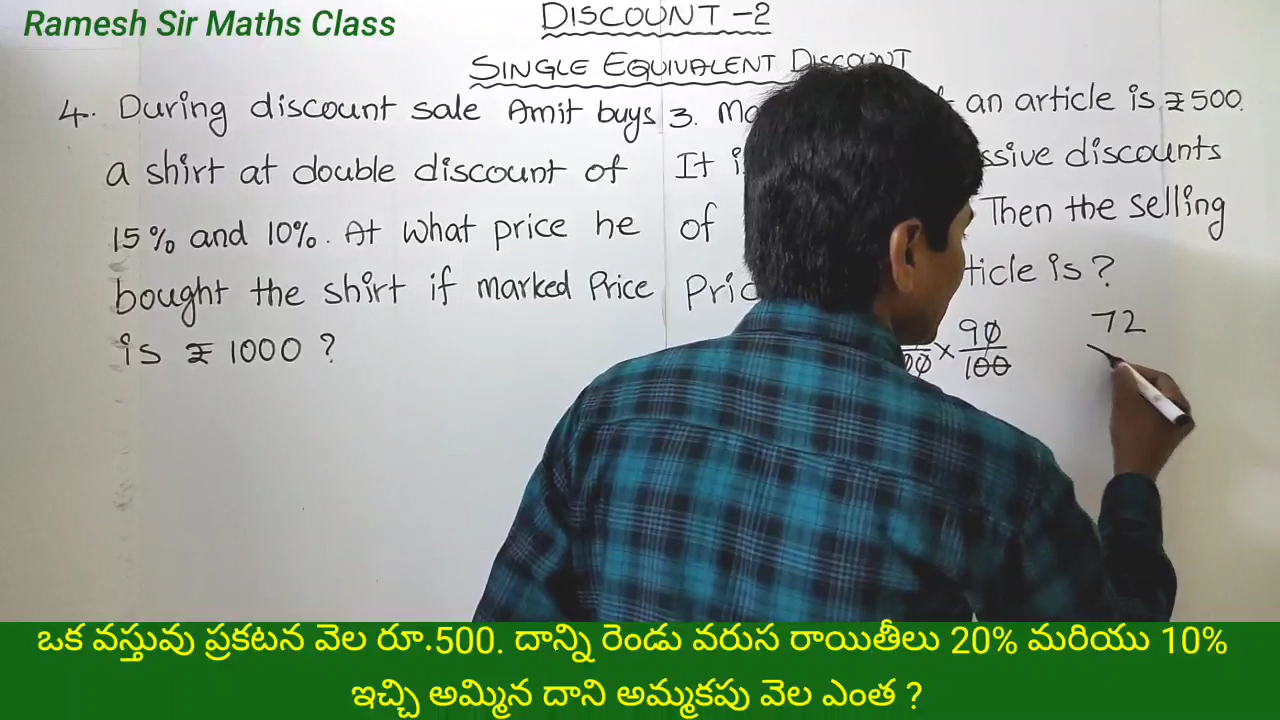 Ramesh Sir Maths Class
DISCOUNT -2
SINGLE EQUIVALENT DISCOUNT
4. During discount sale Amit buys
a shirt at double discount of
15% and 10%. At what price he
bought the shirt if marked Price
is ₹ 1000 ?
3. an article is ₹500.
It discounts
of Then the selling
is ?
× 90/100
72
ఒక వస్తువు ప్రకటన వెల రూ.500. దాన్ని రెండు వరుస రాయితీలు 20% మరియు 10%
ఇచ్చి అమ్మిన దాని అమ్మకపు వెల ఎంత ?